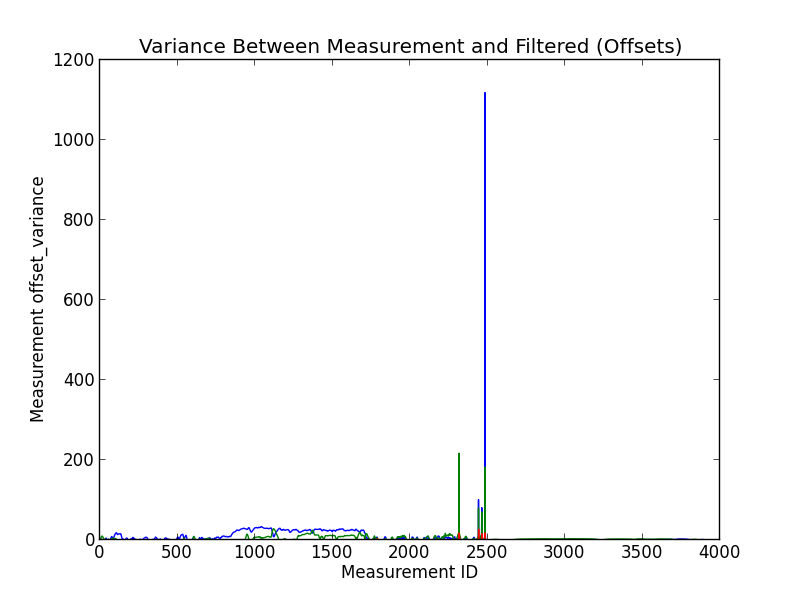 Variance Between Measurement and Filtered (Offsets)
1200
1000
800
600
400
200
0
Measurement offset_variance
0 500 1000 1500 2000 2500 3000 3500 4000
Measurement ID